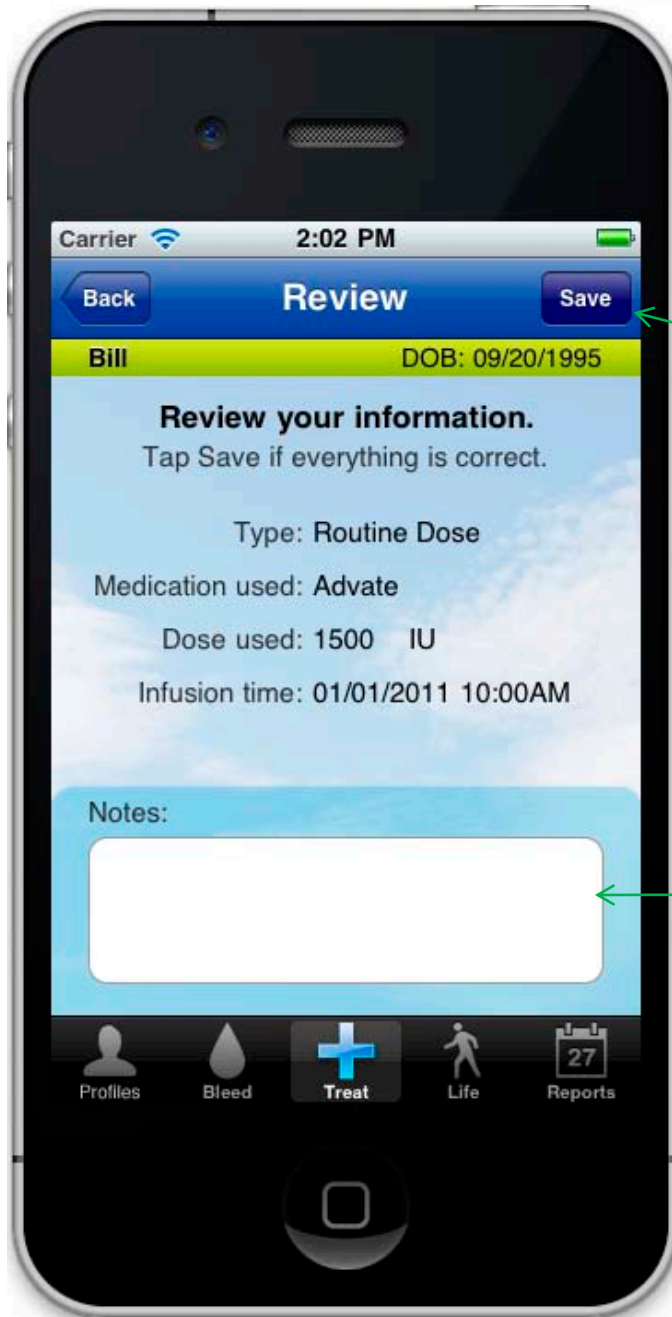 Carrier 2:02 PM
Back Review Save
Bill DOB: 09/20/1995
Review your information.
Tap Save if everything is correct.
Type: Routine Dose
Medication used: Advate
Dose used: 1500 IU
Infusion time: 01/01/2011 10:00AM
Notes:
27
Profiles Bleed Treat Life Reports